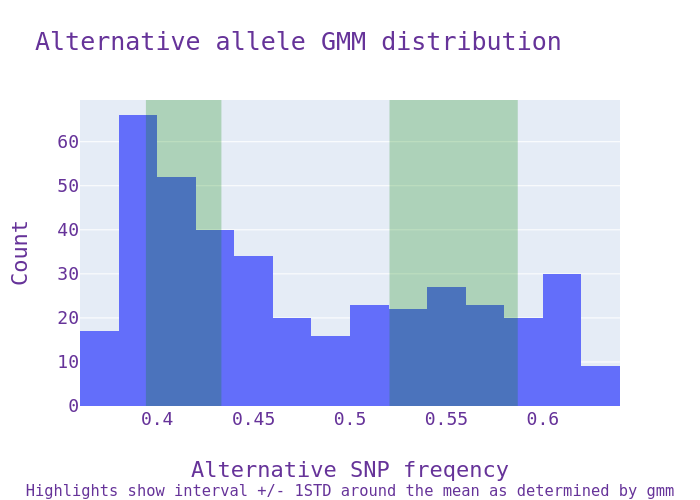 Alternative allele GMM distribution
Count
60
50
40
30
20
10
0
0.4 0.45 0.5 0.55 0.6
Alternative SNP freqency
Highlights show interval +/- 1STD around the mean as determined by gmm